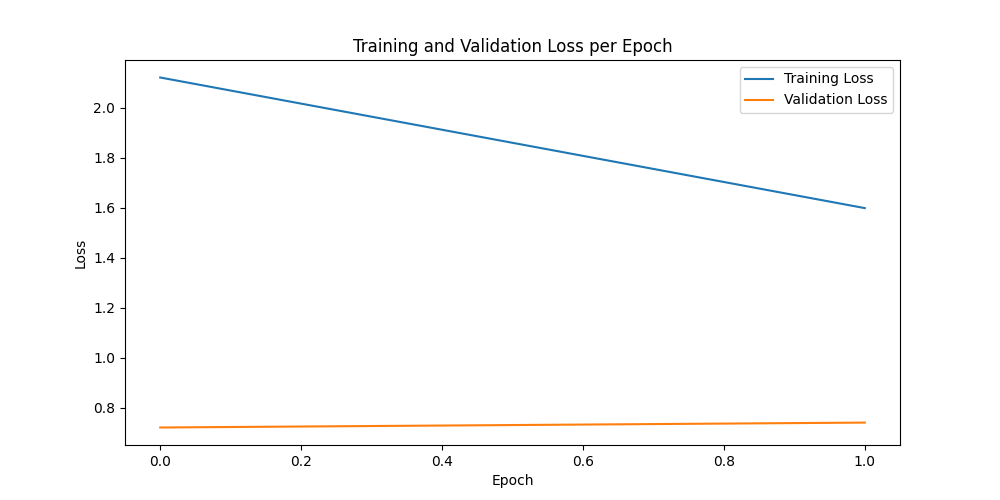 Training and Validation Loss per Epoch
Training Loss
Validation Loss
Loss
2.0
1.8
1.6
1.4
1.2
1.0
0.8
0.0 0.2 0.4 0.6 0.8 1.0
Epoch